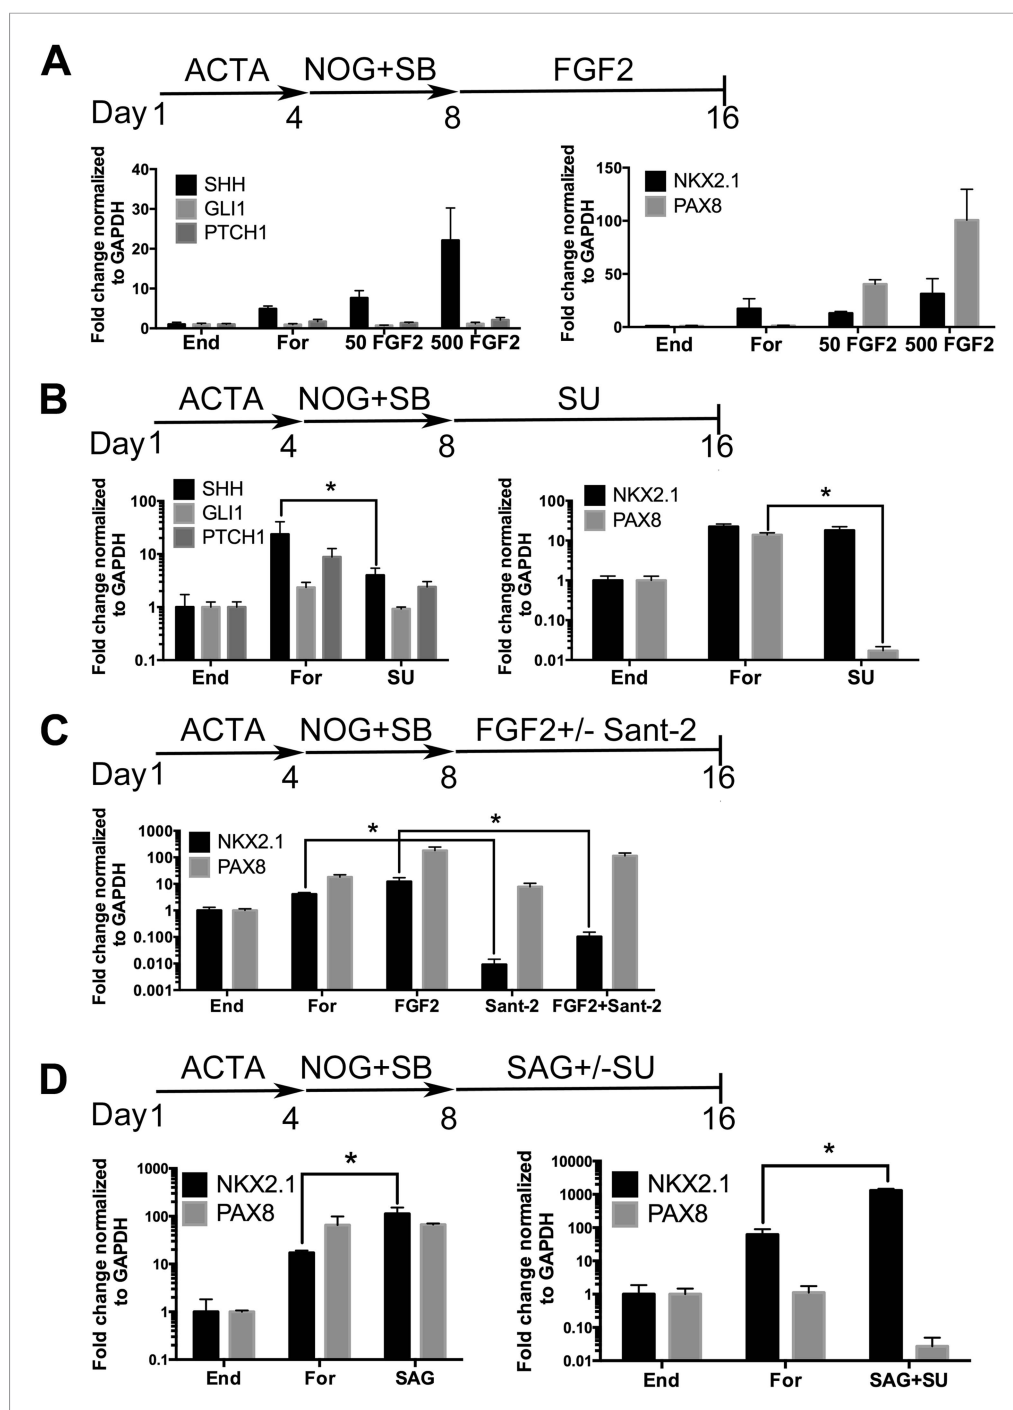 A
ACTA NOG+SB FGF2
Day 1 4 8 16
Fold change normalized
to GAPDH
40
30
20
10
0
SHH
GLI1
PTCH1
End For 50 FGF2 500 FGF2
Fold change normalized
to GAPDH
150
100
50
0
NKX2.1
PAX8
End For 50 FGF2 500 FGF2
B
ACTA NOG+SB SU
Day 1 4 8 16
Fold change normalized
to GAPDH
100
10
1
0.1
SHH
GLI1
PTCH1
*
End For SU
Fold change normalized
to GAPDH
100
10
1
0.10
0.01
NKX2.1
PAX8
*
End For SU
C
ACTA NOG+SB FGF2+/- Sant-2
Day 1 4 8 16
Fold change normalized
to GAPDH
1000
100
10
1
0.100
0.010
0.001
NKX2.1
PAX8
* *
End For FGF2 Sant-2 FGF2+Sant-2
D
ACTA NOG+SB SAG+/-SU
Day 1 4 8 16
Fold change normalized
to GAPDH
1000
100
10
1
0.1
NKX2.1
PAX8
*
End For SAG
Fold change normalized
to GAPDH
10000
1000
100
10
1
0.10
0.01
NKX2.1
PAX8
*
End For SAG+SU